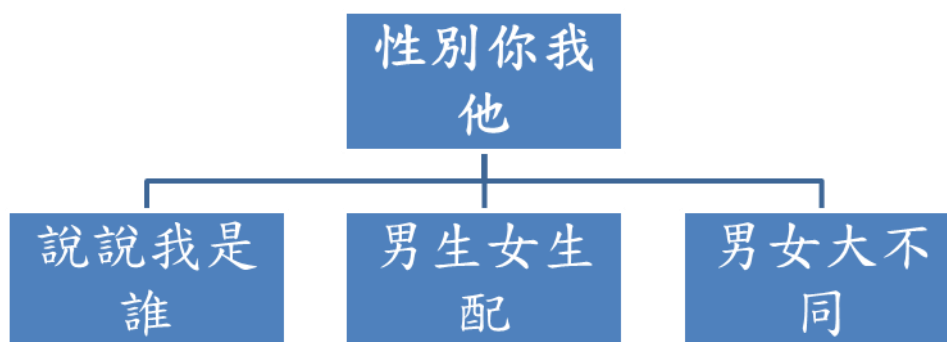 性別你我
他
說說我是
誰
男生女生
配
男女大不
同